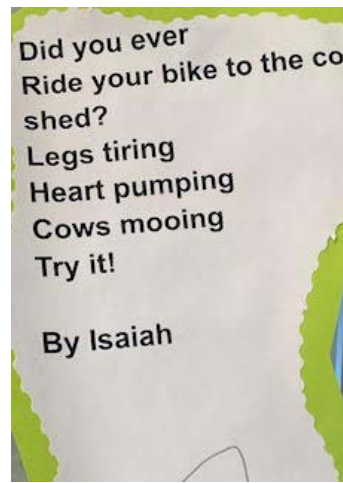 Did you ever
Ride your bike to the
shed?
Legs tiring
Heart pumping
Cows mooing
Try it!
By Isaiah